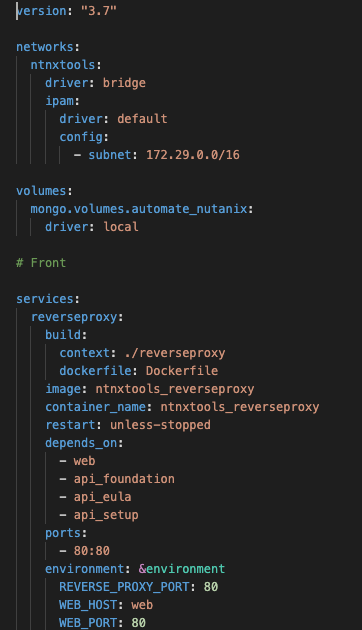 version: "3.7"
networks:
  ntnxtools:
    driver: bridge
    ipam:
      driver: default
      config:
        - subnet: 172.29.0.0/16
volumes:
  mongo.volumes.automate_nutanix:
    driver: local
# Front
services:
  reverseproxy:
    build:
      context: ./reverseproxy
      dockerfile: Dockerfile
    image: ntnxtools_reverseproxy
    container_name: ntnxtools_reverseproxy
    restart: unless-stopped
    depends_on:
      - web
      - api_foundation
      - api_eula
      - api_setup
    ports:
      - 80:80
    environment: &environment
      REVERSE_PROXY_PORT: 80
      WEB_HOST: web
      WEB_PORT: 80